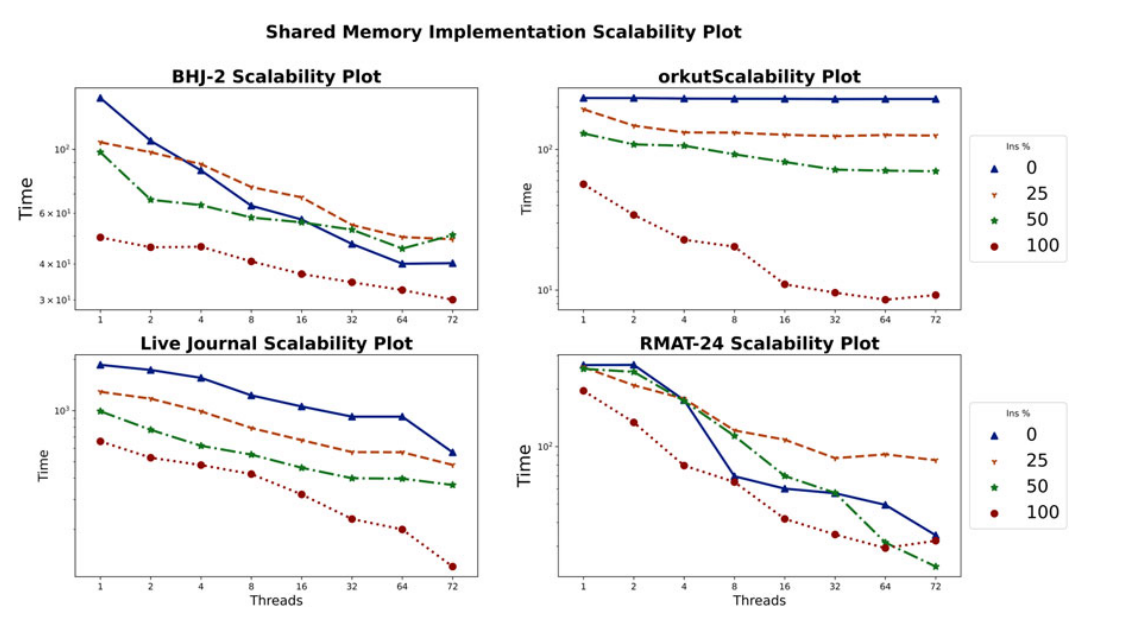 Shared Memory Implementation Scalability Plot
BHJ-2 Scalability Plot
Time
10²
6 × 10¹
4 × 10¹
3 × 10¹
1 2 4 8 16 32 64 72
orkutScalability Plot
Time
10²
10¹
1 2 4 8 16 32 64 72
Ins %
0
25
50
100
Live Journal Scalability Plot
Time
10³
1 2 4 8 16 32 64 72
Threads
RMAT-24 Scalability Plot
Time
10²
1 2 4 8 16 32 64 72
Threads
Ins %
0
25
50
100